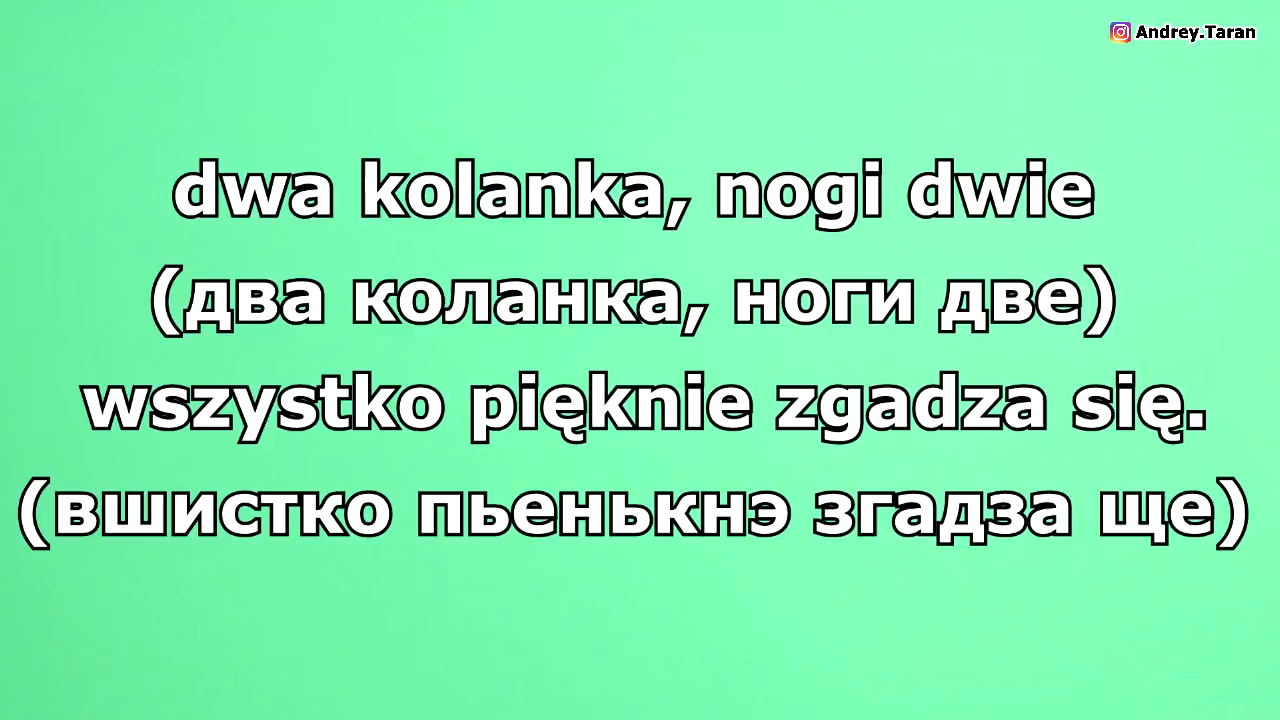 Andrey.Taran
dwa kolanka, nogi dwie
(два коланка, ноги две)
wszystko pięknie zgadza się.
(вшистко пьенькнэ згадза ще)